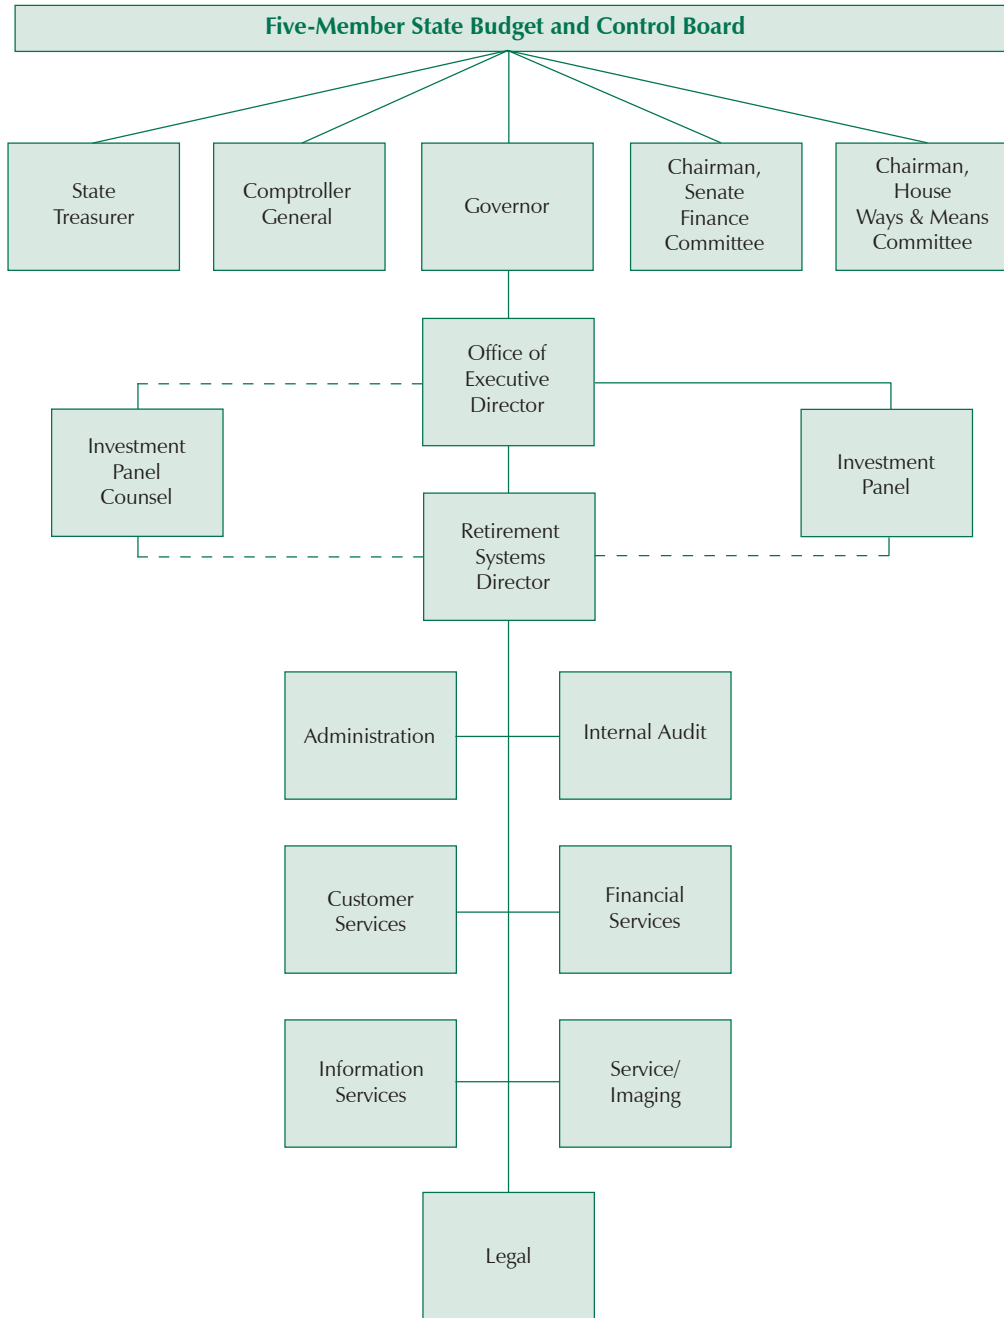 Five-Member State Budget and Control Board
State
Treasurer
Comptroller
General
Governor
Chairman,
Senate
Finance
Committee
Chairman,
House
Ways & Means
Committee
Office of
Executive
Director
Investment
Panel
Counsel
Investment
Panel
Retirement
Systems
Director
Administration
Internal Audit
Customer
Services
Financial
Services
Information
Services
Service/
Imaging
Legal